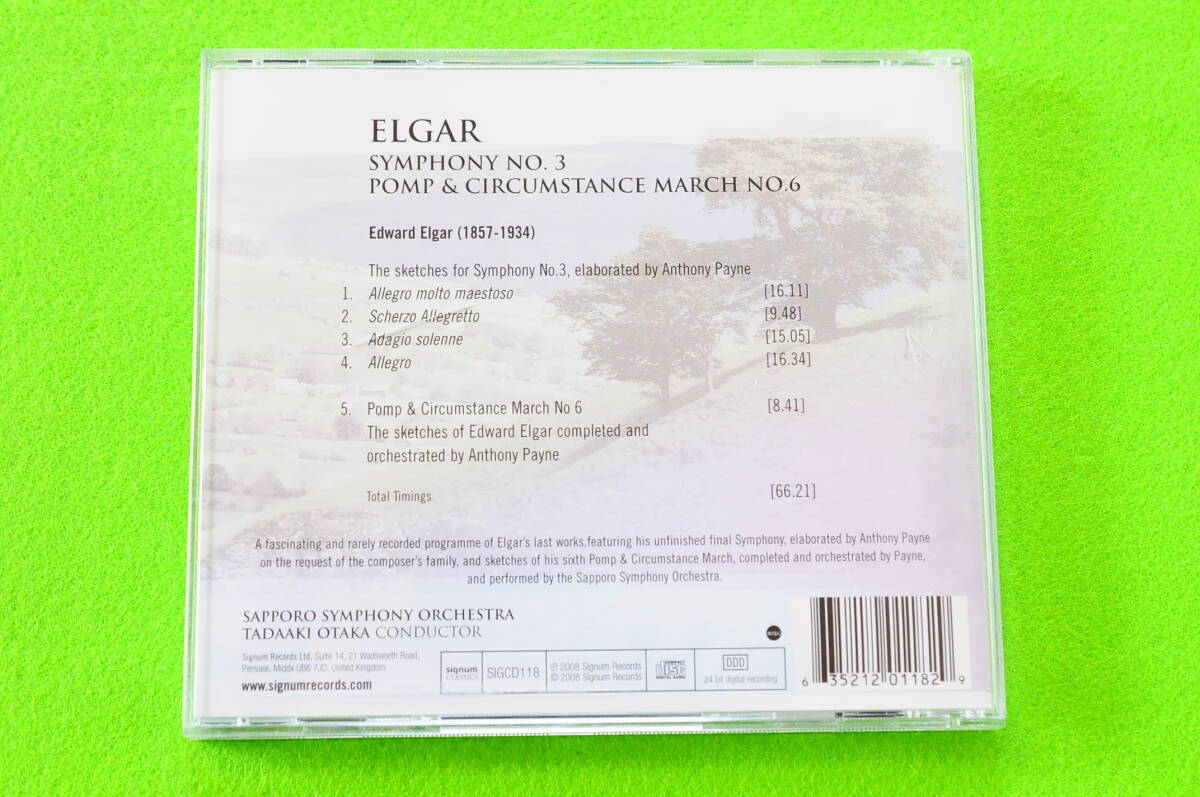 ELGAR
SYMPHONY NO. 3
POMP & CIRCUMSTANCE MARCH NO.6
Edward Elgar (1857-1934)
The sketches for Symphony No.3, elaborated by Anthony Payne
1. Allegro molto maestoso [16.11]
2. Scherzo Allegretto [9.48]
3. Adagio solenne [15.05]
4. Allegro [16.34]
5. Pomp & Circumstance March No 6 [8.41]
The sketches of Edward Elgar completed and
orchestrated by Anthony Payne
Total Timings [66.21]
A fascinating and rarely recorded programme of Elgar's last works,featuring his unfinished final Symphony, elaborated by Anthony Payne
on the request of the composer's family, and sketches of his sixth Pomp & Circumstance March, completed and orchestrated by Payne,
and performed by the Sapporo Symphony Orchestra.
SAPPORO SYMPHONY ORCHESTRA
TADAAKI OTAKA CONDUCTOR
Signum Records Ltd, Suite 14, 21 Wadsworth Road,
Perivale, Middx UB6 7JD, United Kingdom
www.signumrecords.com
signum
CLASSICS
SIGCD118
℗ 2008 Signum Records
© 2008 Signum Records
COMPACT
disc
DIGITAL AUDIO
DDD
24 bit digital recording
6 35212 01182 9